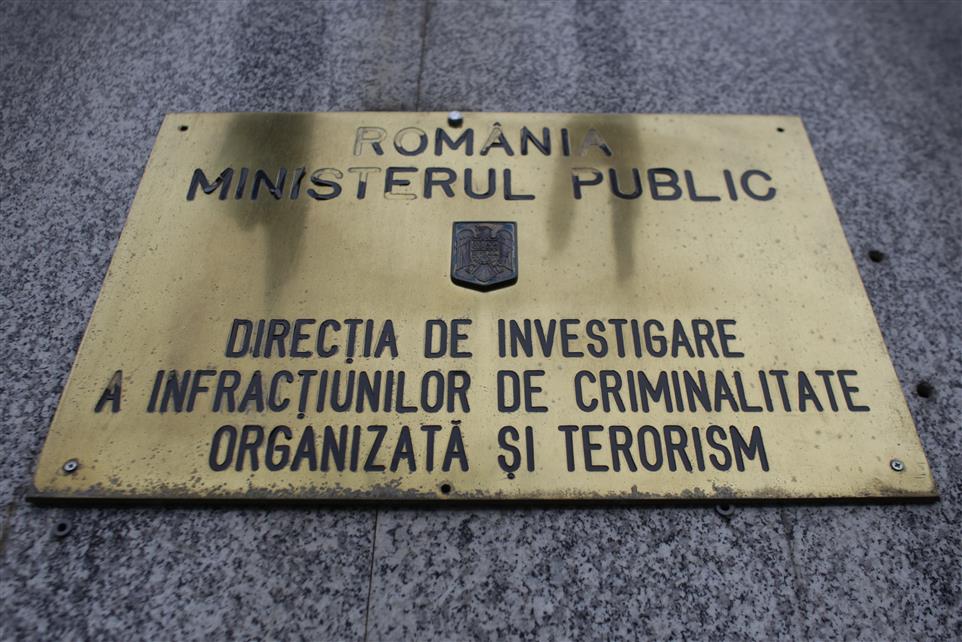 ROMÂNIA
MINISTERUL PUBLIC
DIRECȚIA DE INVESTIGARE
A INFRACȚIUNILOR DE CRIMINALITATE
ORGANIZATĂ ȘI TERORISM